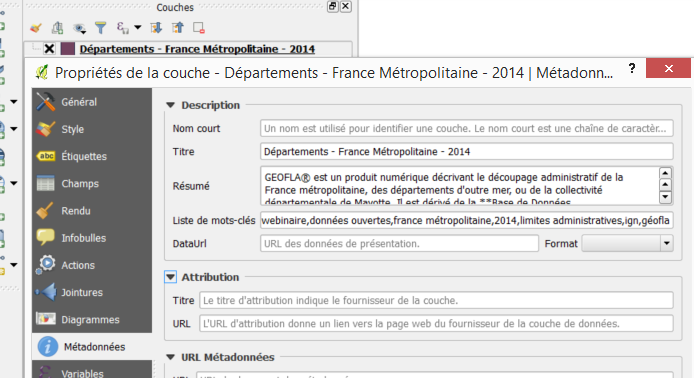 Couches
Départements - France Métropolitaine - 2014
Propriétés de la couche - Départements - France Métropolitaine - 2014 | Métadonn...
?
Général
Style
abc Étiquettes
Champs
Rendu
Infobulles
Actions
Jointures
Diagrammes
Métadonnées
Variables
Description
Nom court Un nom est utilisé pour identifier une couche. Le nom court est une chaîne de caractèr...
Titre Départements - France Métropolitaine - 2014
Résumé GEOFLA® est un produit numérique décrivant le découpage administratif de la
France métropolitaine, des départements d'outre mer, ou de la collectivité
départementale de Mayotte. Il est dérivé de la **Base de Données
Liste de mots-clés webinaire,données ouvertes,france métropolitaine,2014,limites administratives,ign,géofla
DataUrl URL des données de présentation. Format
Attribution
Titre Le titre d'attribution indique le fournisseur de la couche.
URL L'URL d'attribution donne un lien vers la page web du fournisseur de la couche de données.
URL Métadonnées